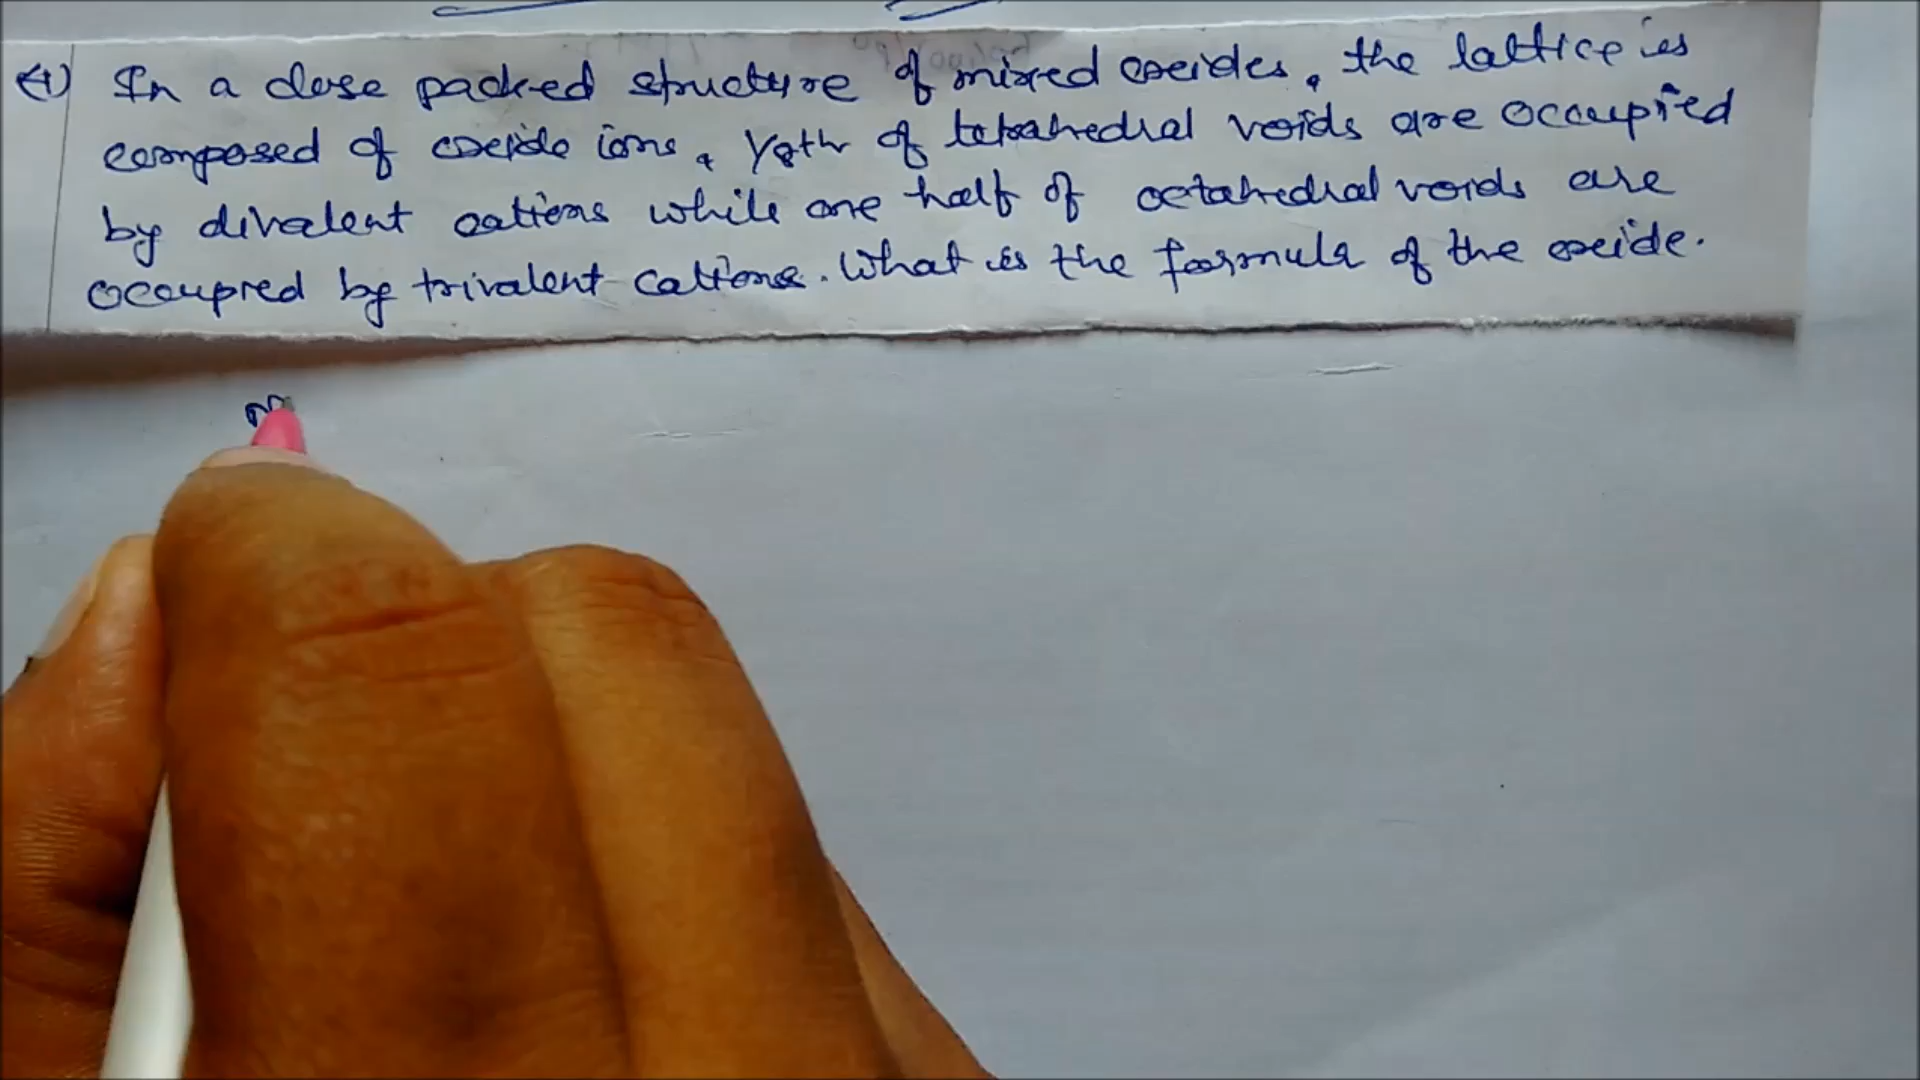 4) In a close packed structure of mixed oxides, the lattice is
composed of oxide ions, 1/8th of tetrahedral voids are occupied
by divalent cations while one half of octahedral voids are
occupied by trivalent cations. What is the formula of the oxide.